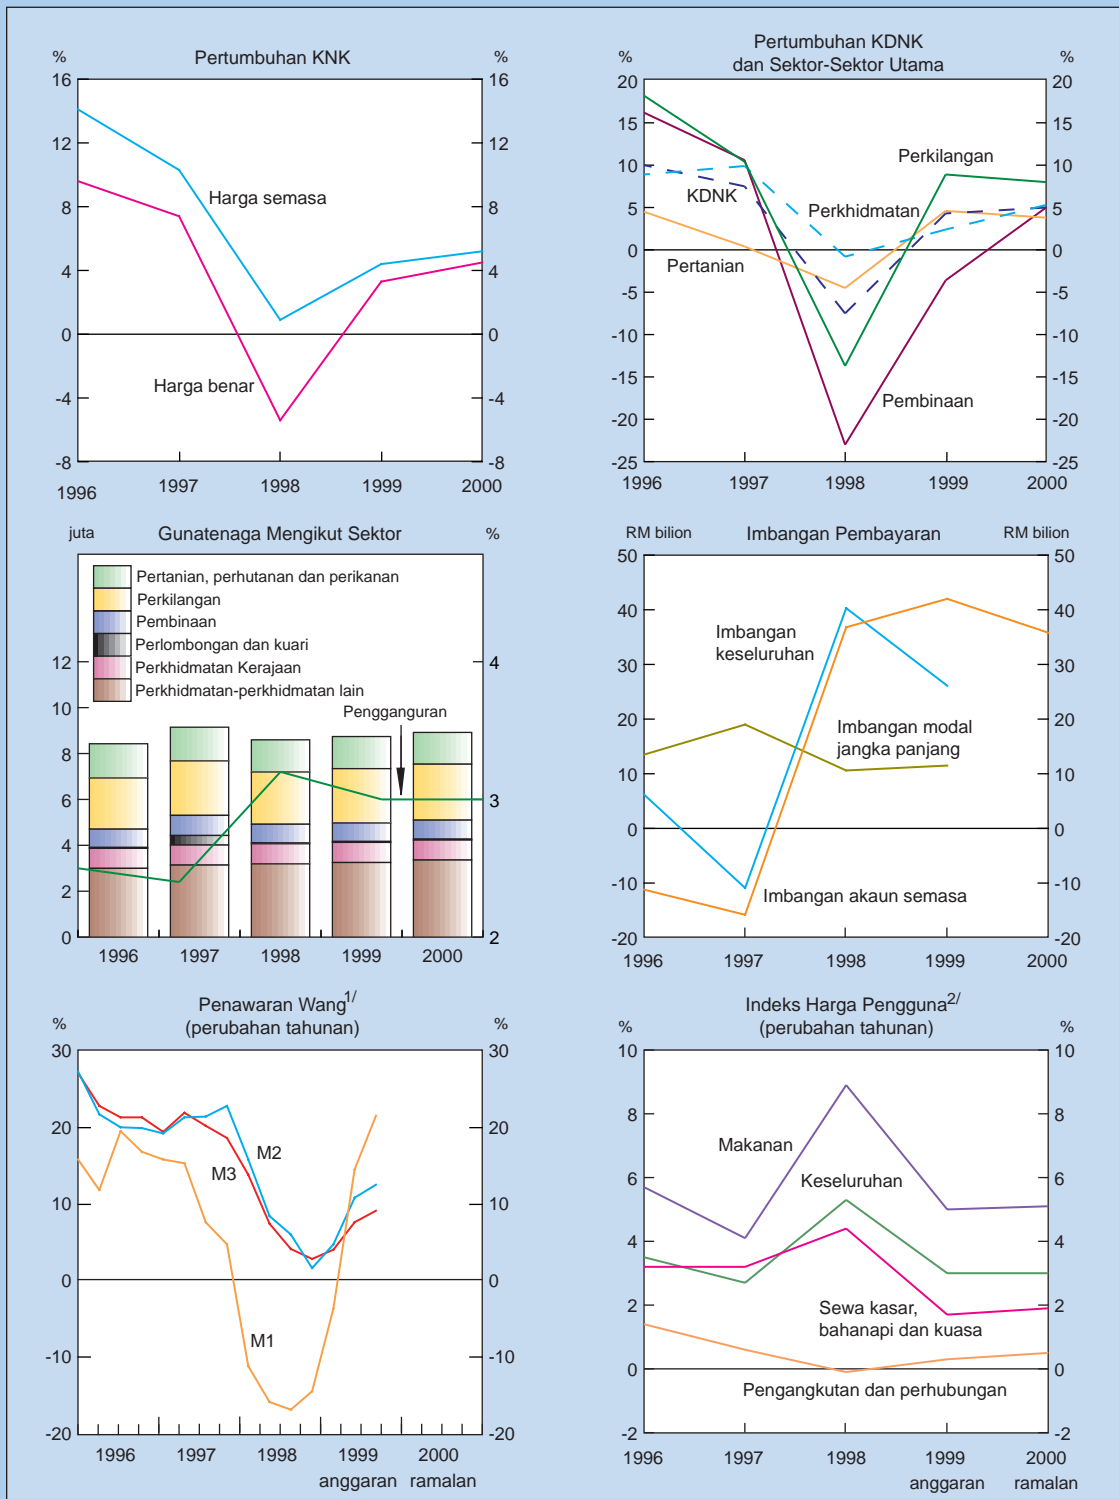 Pertumbuhan KNK
%
%
16
12
8
4
0
-4
-8
16
12
8
4
0
-4
-8
Harga semasa
Harga benar
1996
1997
1998
1999
2000
Pertumbuhan KDNK
dan Sektor-Sektor Utama
%
%
20
15
10
5
0
-5
-10
-15
-20
-25
20
15
10
5
0
-5
-10
-15
-20
-25
Perkilangan
KDNK
Perkhidmatan
Pertanian
Pembinaan
1996
1997
1998
1999
2000
juta
Gunatenaga Mengikut Sektor
%
Pertanian, perhutanan dan perikanan
Perkilangan
Pembinaan
Perlombongan dan kuari
Perkhidmatan Kerajaan
Perkhidmatan-perkhidmatan lain
Pengangguran
12
10
8
6
4
2
0
4
3
2
1996
1997
1998
1999
2000
RM bilion
Imbangan Pembayaran
RM bilion
50
40
30
20
10
0
-10
-20
50
40
30
20
10
0
-10
-20
Imbangan
keseluruhan
Imbangan modal
jangka panjang
Imbangan akaun semasa
1996
1997
1998
1999
2000
Penawaran Wang1/
(perubahan tahunan)
%
%
30
20
10
0
-10
-20
30
20
10
0
-10
-20
M2
M3
M1
1996
1997
1998
1999
2000
anggaran
ramalan
Indeks Harga Pengguna2/
(perubahan tahunan)
%
%
10
8
6
4
2
0
-2
10
8
6
4
2
0
-2
Makanan
Keseluruhan
Sewa kasar,
bahanapi dan kuasa
Pengangkutan dan perhubungan
1996
1997
1998
1999
2000
anggaran
ramalan